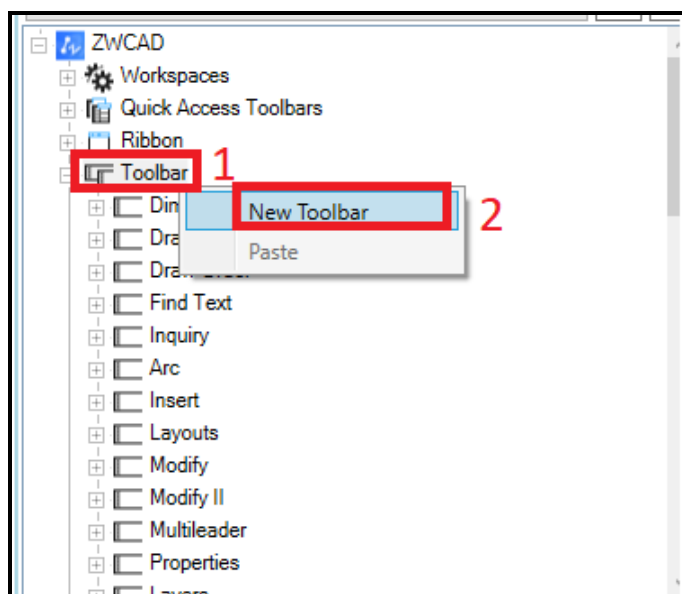 ZWCAD
Workspaces
Quick Access Toolbars
Ribbon
Toolbar 1
New Toolbar 2
Paste
Find Text
Inquiry
Arc
Insert
Layouts
Modify
Modify II
Multileader
Properties